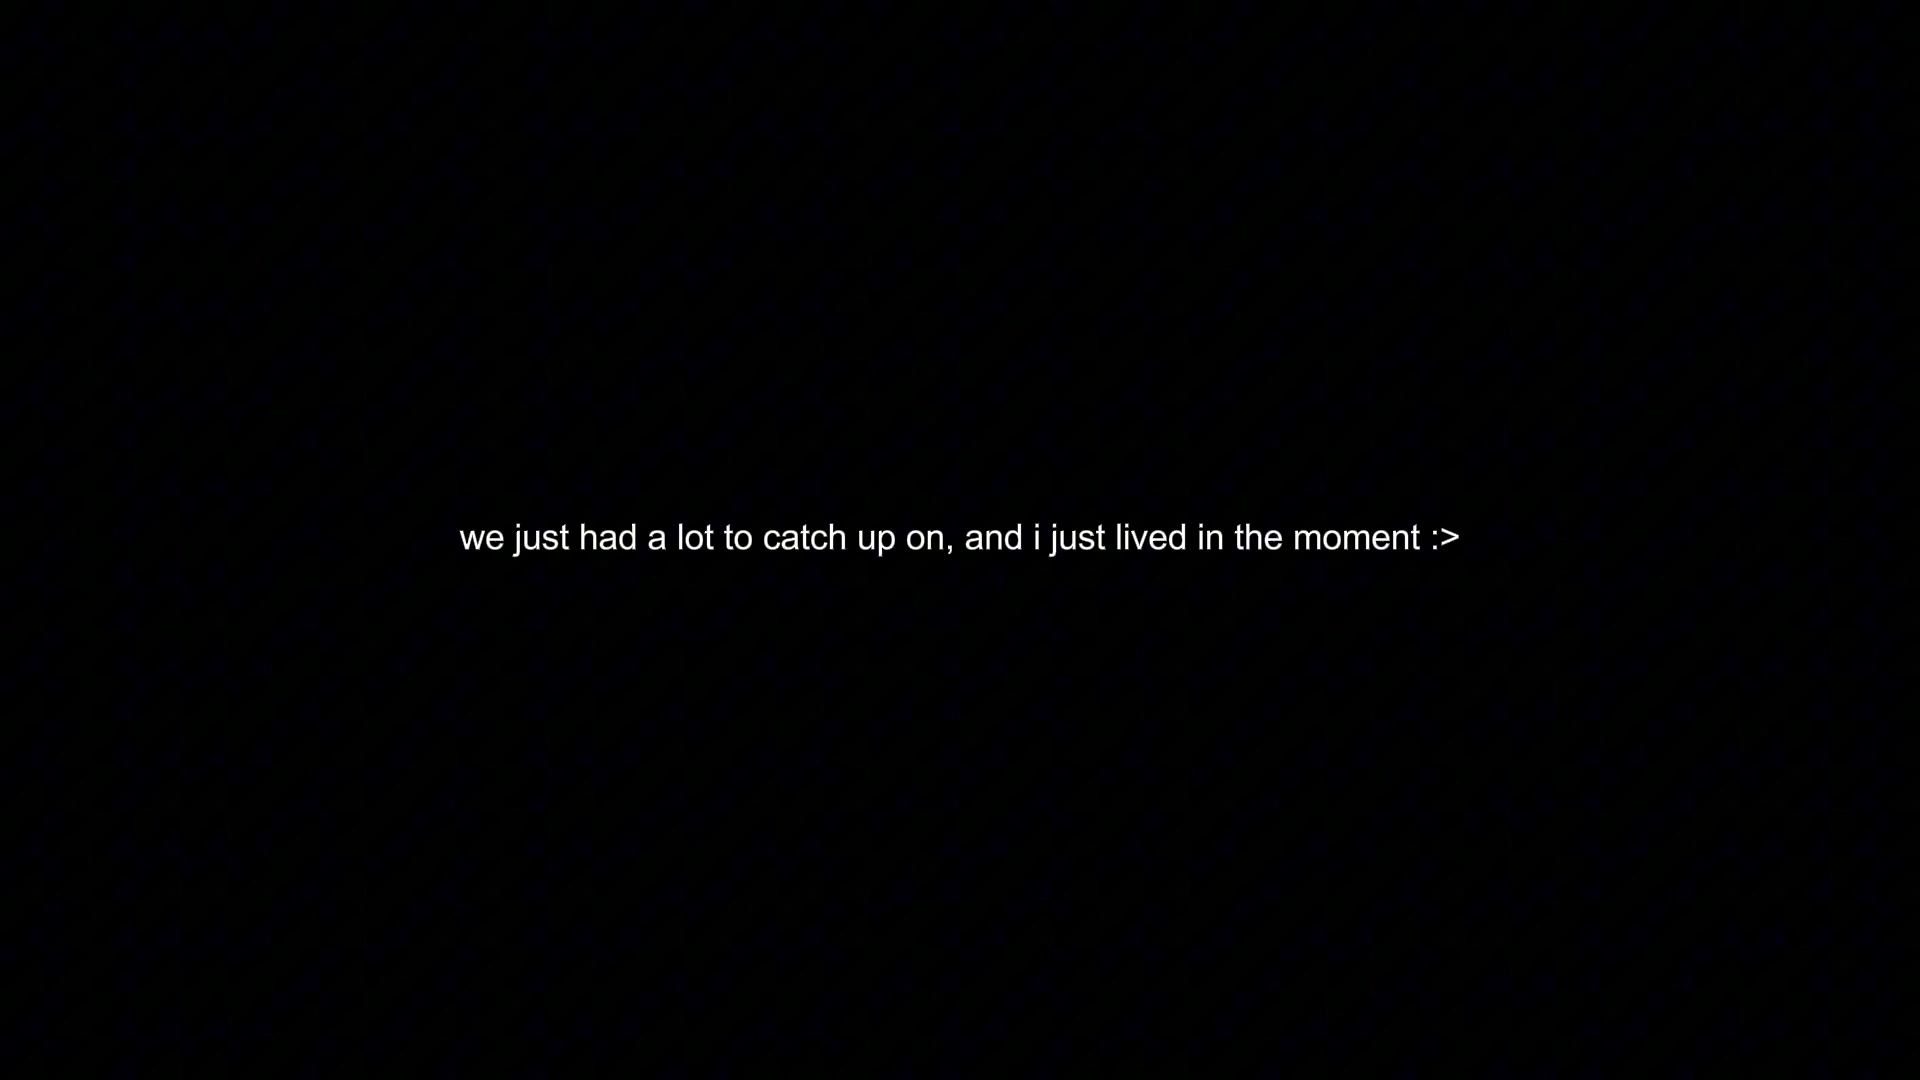 we just had a lot to catch up on, and i just lived in the moment :>